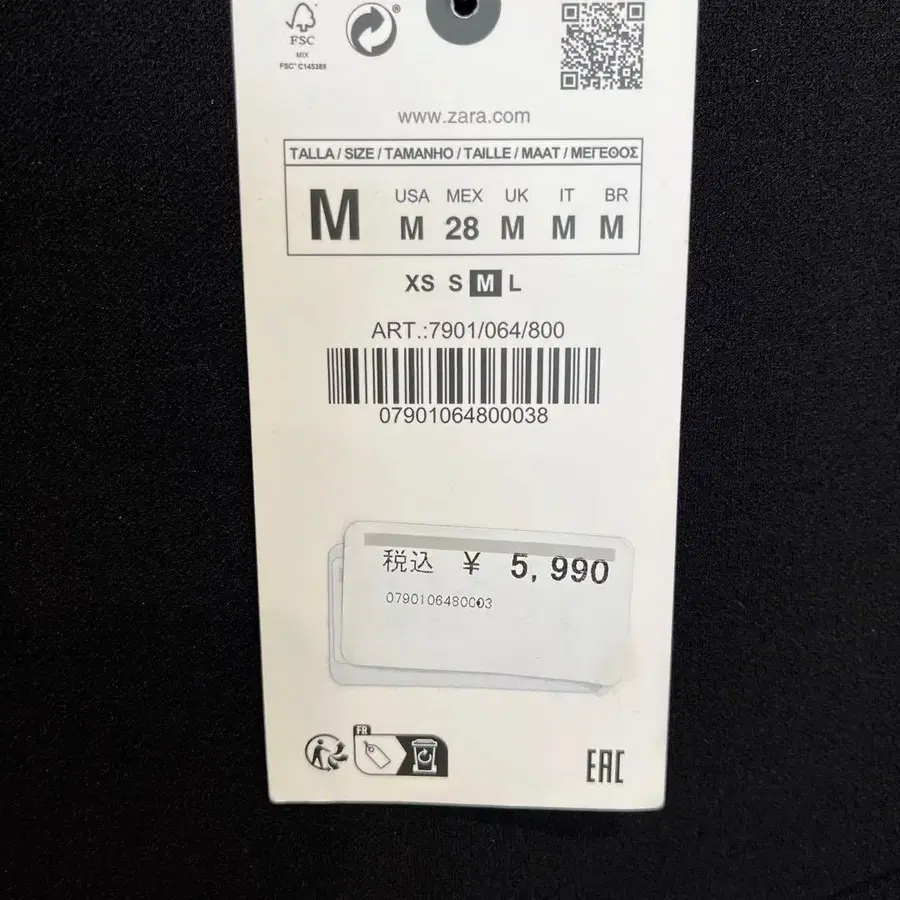 FSC
MIX
FSC® C145389
®
www.zara.com
TALLA / SIZE / TAMANHO / TAILLE / MAAT / ΜΕΓΕΘΟΣ
M
USA MEX UK IT BR
M 28 M M M
XS S M L
ART.:7901/064/800
07901064800038
税込 ¥ 5,990
0790106480003
FR
EAC